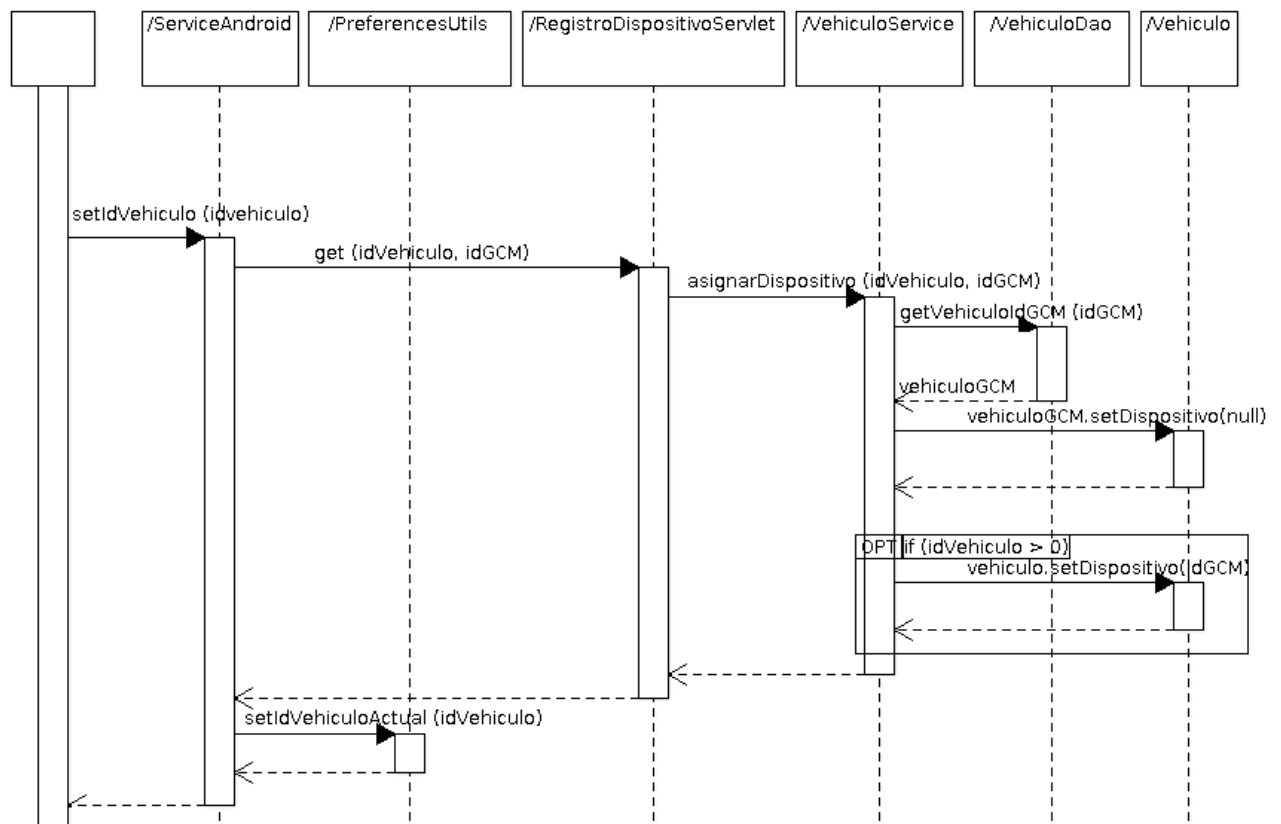 /ServiceAndroid
/PreferencesUtils
/RegistroDispositivoServlet
/VehiculoService
/VehiculoDao
/Vehiculo
setIdVehiculo (idvehiculo)
get (idVehiculo, idGCM)
asignarDispositivo (idVehiculo, idGCM)
getVehiculoIdGCM (idGCM)
vehiculoGCM
vehiculoGCM.setDispositivo(null)
OPT if (idVehiculo > 0)
vehiculo.setDispositivo(idGCM)
setIdVehiculoActual (idVehiculo)